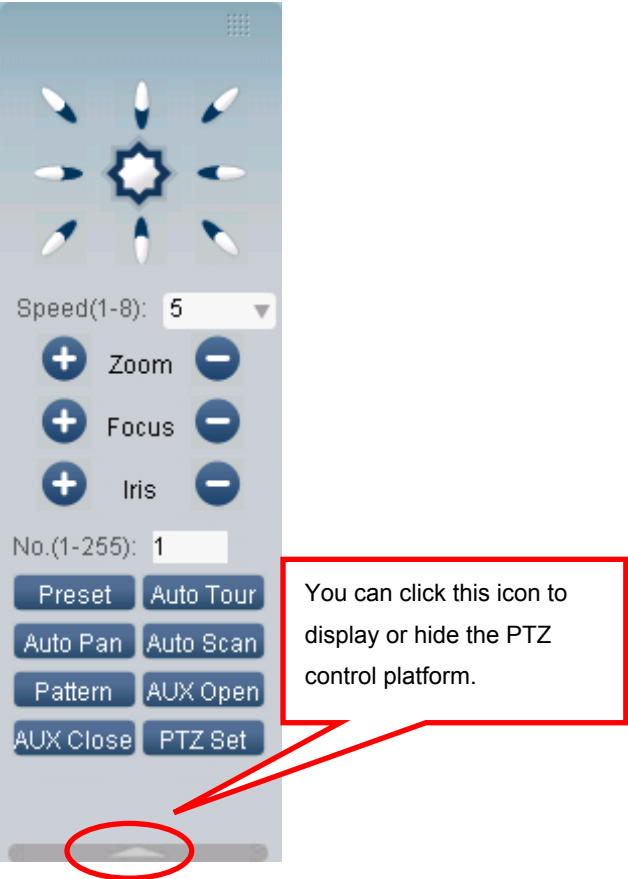 Speed(1-8): 5
Zoom
Focus
Iris
No.(1-255): 1
Preset Auto Tour
Auto Pan Auto Scan
Pattern AUX Open
AUX Close PTZ Set
You can click this icon to
display or hide the PTZ
control platform.